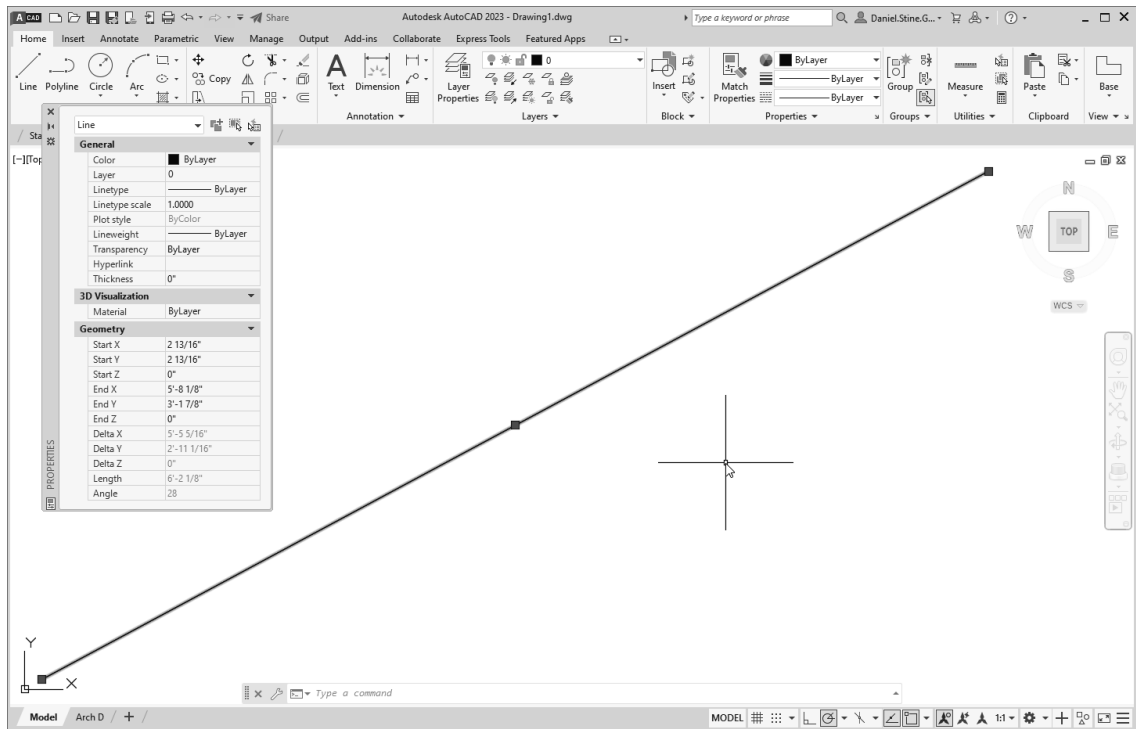 A CAD Share Autodesk AutoCAD 2023 - Drawing1.dwg Type a keyword or phrase Daniel.Stine.G...
Home Insert Annotate Parametric View Manage Output Add-ins Collaborate Express Tools Featured Apps
Line Polyline Circle Arc
Copy
A
Text Dimension
Annotation
Layer Properties
0
Layers
Insert
Block
Match Properties
ByLayer
ByLayer
ByLayer
Properties
Group
Groups
Measure
Utilities
Paste
Clipboard
Base
View
Sta
[-][Top
Line
General
Color ByLayer
Layer 0
Linetype ByLayer
Linetype scale 1.0000
Plot style ByColor
Lineweight ByLayer
Transparency ByLayer
Hyperlink
Thickness 0"
3D Visualization
Material ByLayer
Geometry
Start X 2 13/16"
Start Y 2 13/16"
Start Z 0"
End X 5'-8 1/8"
End Y 3'-1 7/8"
End Z 0"
Delta X 5'-5 5/16"
Delta Y 2'-11 1/16"
Delta Z 0"
Length 6'-2 1/8"
Angle 28
PROPERTIES
N
W TOP E
S
WCS
Y
X
Type a command
Model Arch D MODEL 1:1